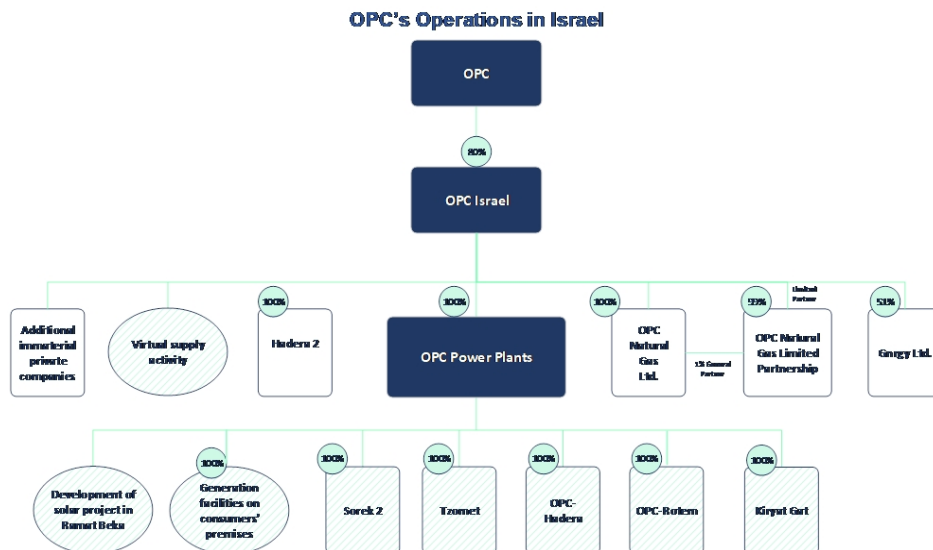 OPC's Operations in Israel
OPC
80%
OPC Israel
100%
100%
100%
99%
Limited
Partner
51%
Additional
immaterial
private
companies
Virtual supply
activity
Hadera 2
OPC Power Plants
OPC
Natural
Gas
Ltd.
1% General
Partner
OPC Natural
Gas Limited
Partnership
Gnrgy Ltd.
100%
100%
100%
100%
100%
100%
Development of
solar project in
Ramat Beka
Generation
facilities on
consumers'
premises
Sorek 2
Tzomet
OPC-
Hadera
OPC-Rotem
Kiryat Gat